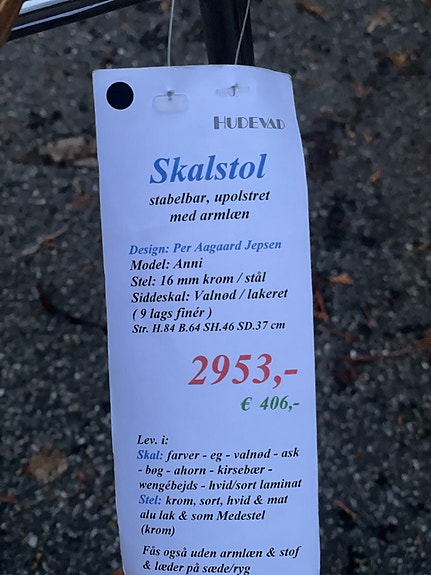 HUDEVAD
Skalstol
stabelbar, upolstret
med armlæn
Design: Per Aagaard Jepsen
Model: Anni
Stel: 16 mm krom / stål
Siddeskal: Valnød / lakeret
( 9 lags finér )
Str. H.84 B.64 SH.46 SD.37 cm
2953,-
€ 406,-
Lev. i:
Skal: farver - eg - valnød - ask
- bøg - ahorn - kirsebær -
wengébejds - hvid/sort laminat
Stel: krom, sort, hvid & mat
alu lak & som Medestel
(krom)
Fås også uden armlæn & stof
& læder på sæde/ryg